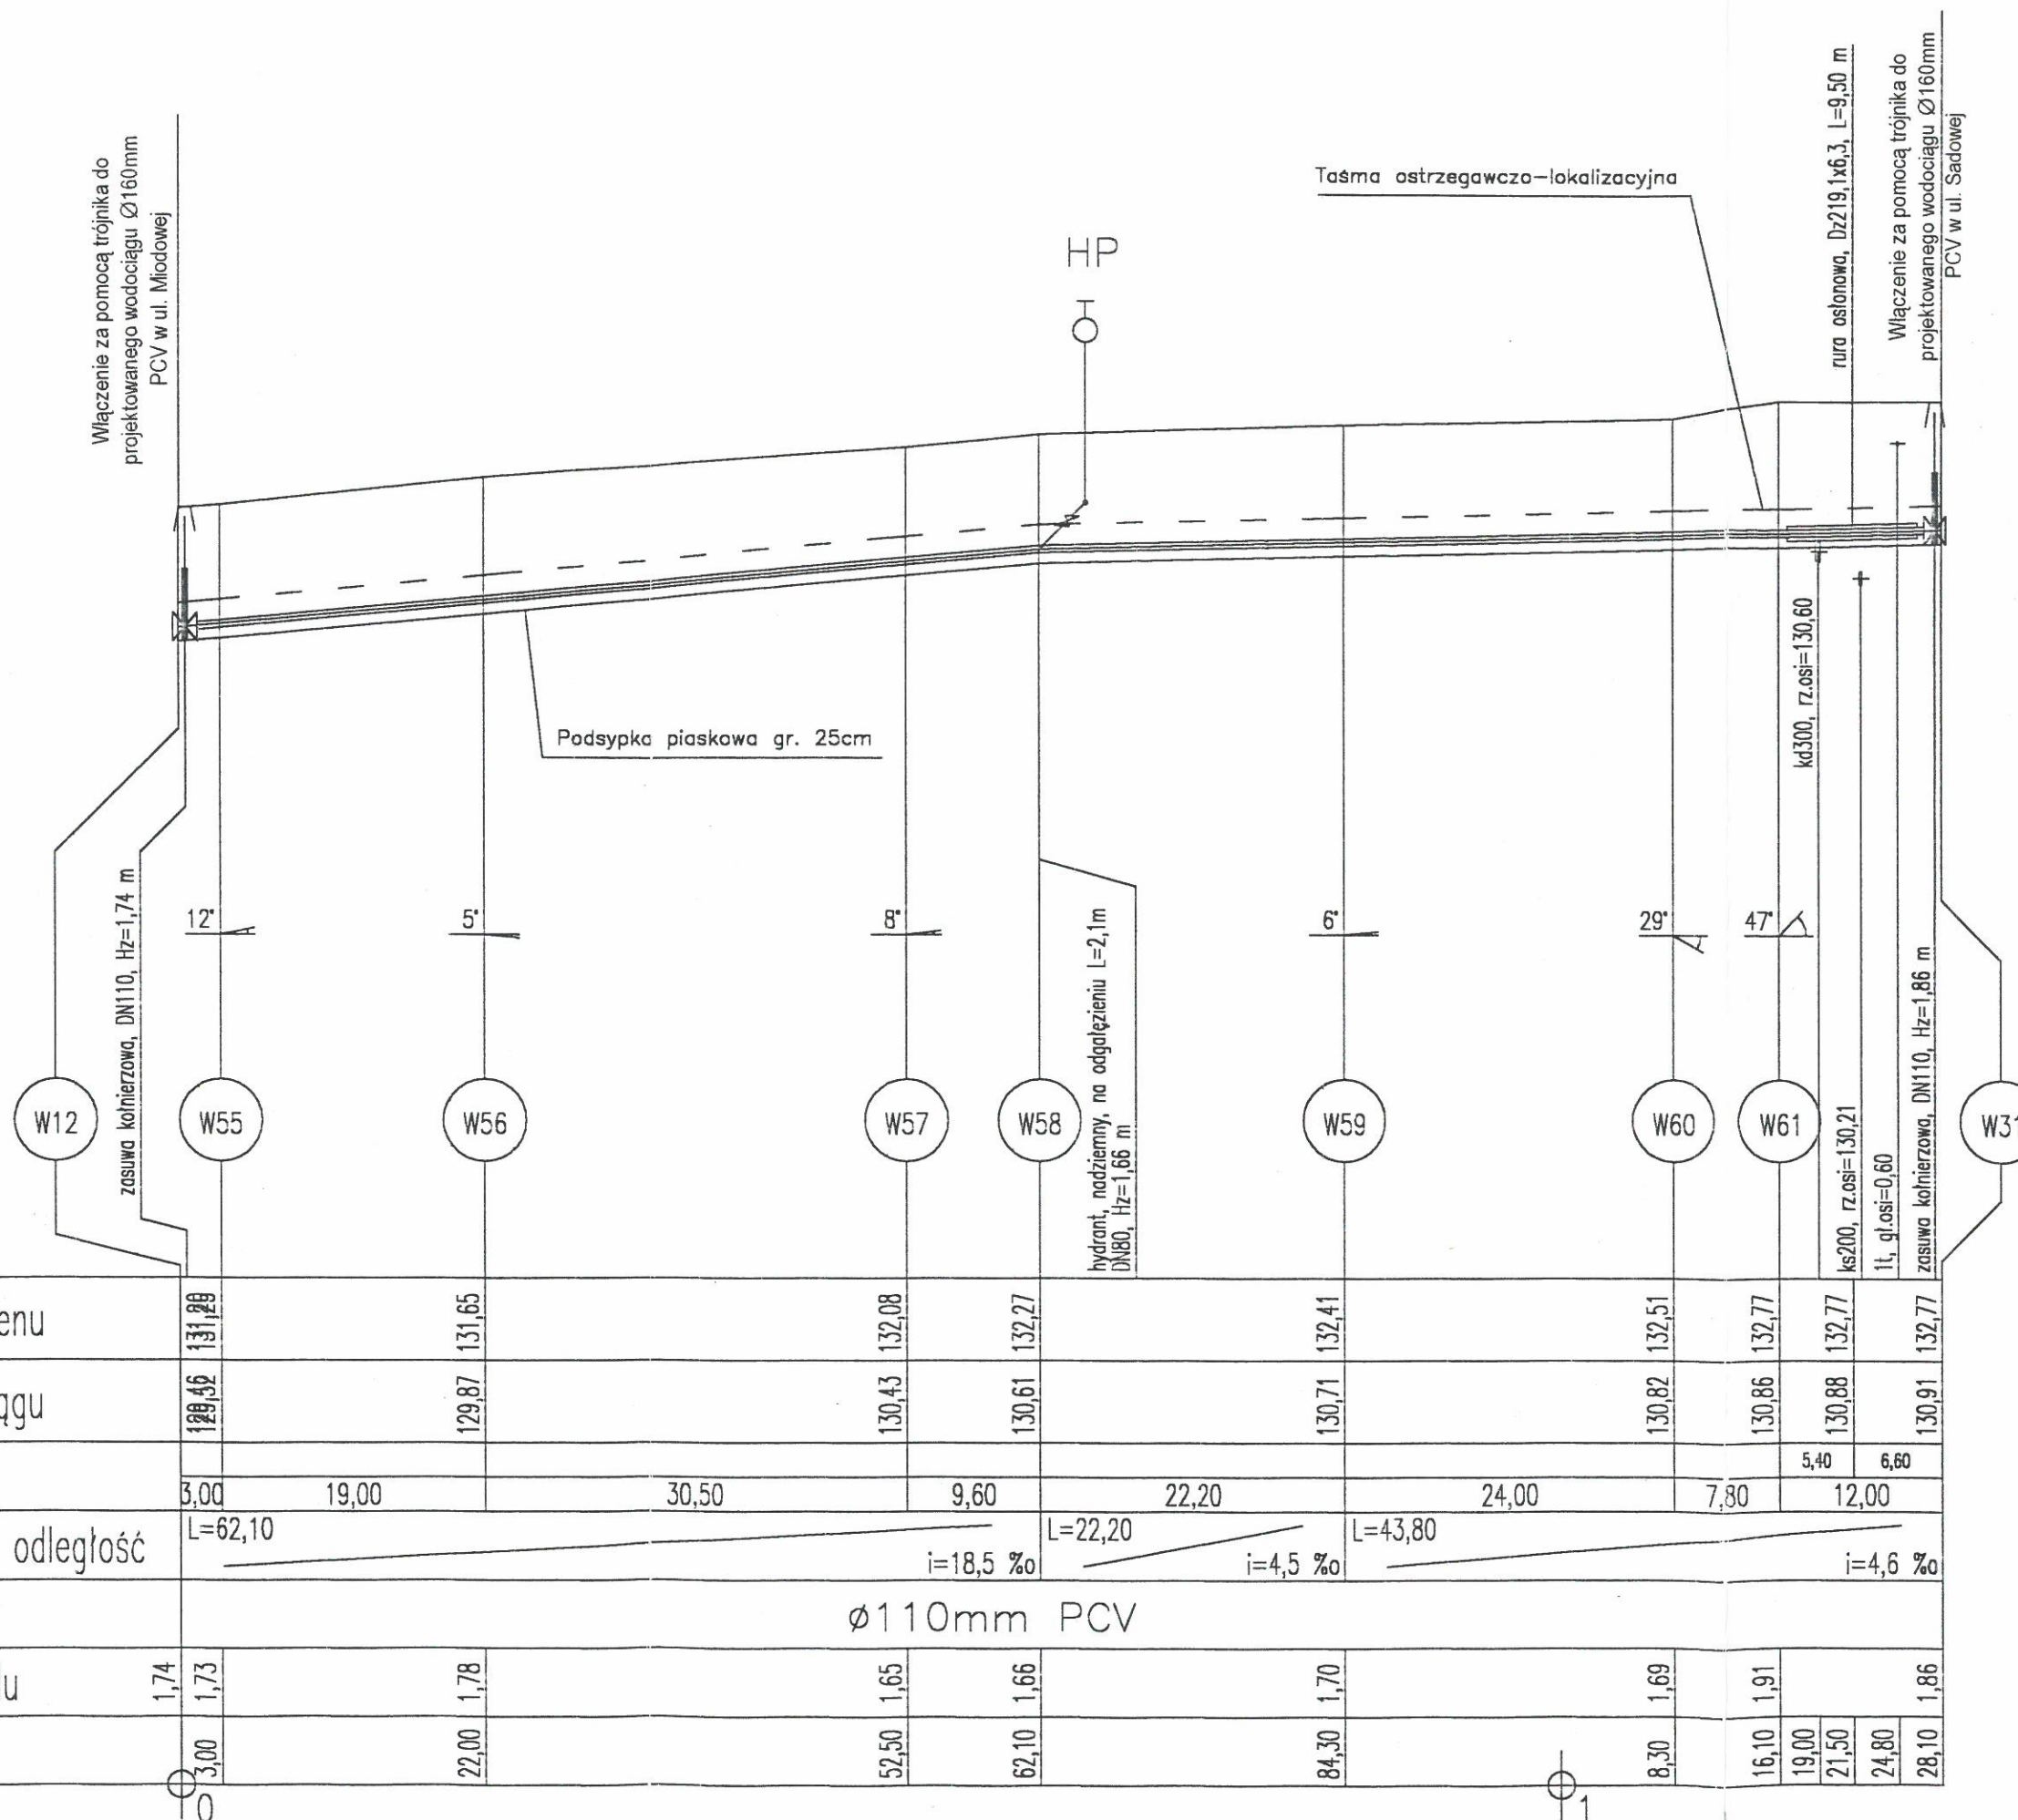 Włączenie za pomocą trójnika do
projektowanego wodociągu Ø160mm
PCV w ul. Miodowej
HP
Taśma ostrzegawczo-lokalizacyjna
rura osłonowa, Dz219,1x6,3, L=9,50 m
Włączenie za pomocą trójnika do
projektowanego wodociągu Ø160mm
PCV w ul. Sadowej
Podsypka piaskowa gr. 25cm
kd300, rz.osi=130,60
zasuwa kołnierzowa, DN110, Hz=1,74 m
12°
5°
8°
6°
29°
47°
hydrant, nadziemny, na odgałęzieniu L=2,1m
DN80, Hz=1,66 m
ks200, rz.osi=130,21
1t, gł.osi=0,60
zasuwa kołnierzowa, DN110, Hz=1,86 m
W12
W55
W56
W57
W58
W59
W60
W61
W31
enu
131,65
132,08
132,27
132,41
132,51
132,77
132,77
132,77
ągu
129,87
130,43
130,61
130,71
130,82
130,86
130,88
130,91
5,40
6,60
3,00
19,00
30,50
9,60
22,20
24,00
7,80
12,00
odległość
L=62,10
i=18,5 ‰
L=22,20
i=4,5 ‰
L=43,80
i=4,6 ‰
ø110mm PCV
u
1,74
1,73
1,78
1,65
1,66
1,70
1,69
1,91
1,86
3,00
22,00
52,50
62,10
84,30
8,30
16,10
19,00
21,50
24,80
28,10
0
1